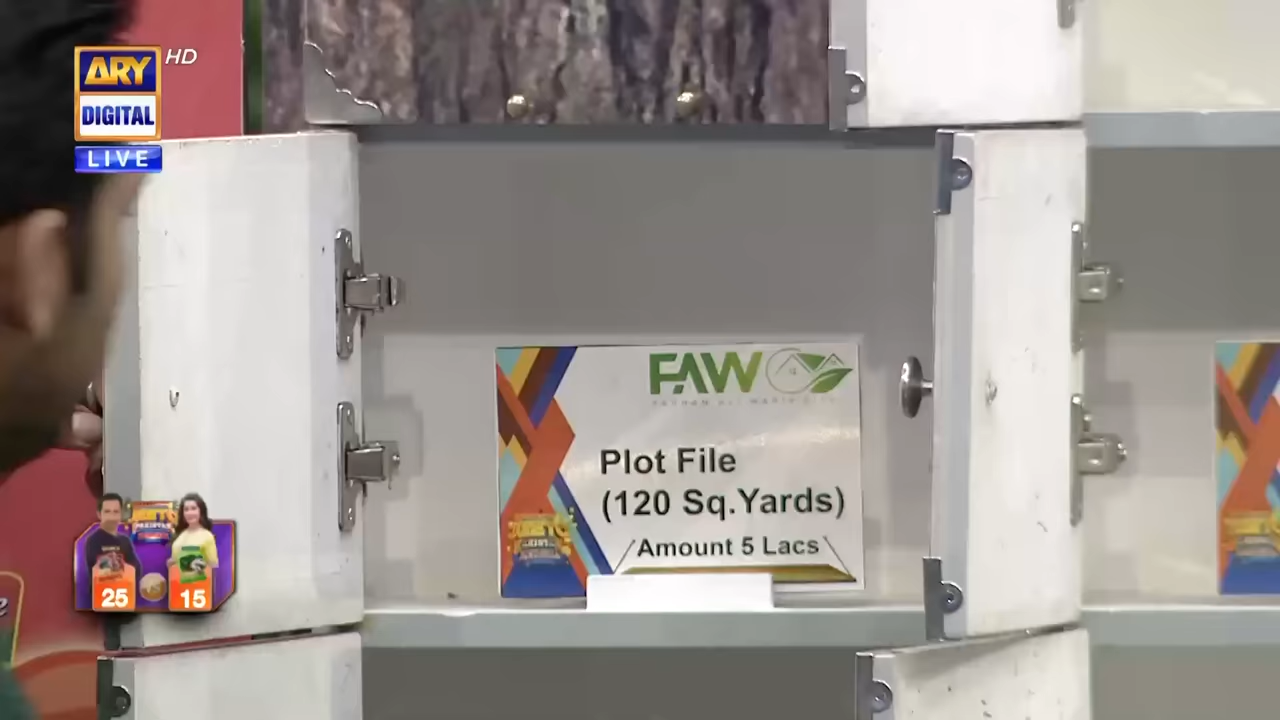 ARY
HD
DIGITAL
LIVE
FAW
Plot File
(120 Sq.Yards)
Amount 5 Lacs
25
15